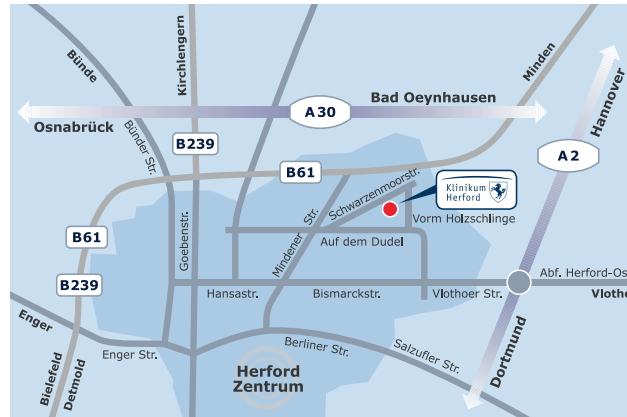 Bünde
Kirchlengern
Minden
Hannover
A 30
Bad Oeynhausen
Osnabrück
Bünder Str.
B239
A 2
B61
Schwarzenmoorstr.
Klinikum
Herford
Mindener Str.
Vorm Holzschlinge
B61
Goebenstr.
Auf dem Dudel
Abf. Herford-Os
B239
Hansastr.
Bismarckstr.
Vlothoer Str.
Vlotho
Enger
Enger Str.
Berliner Str.
Salzufler Str.
Dortmund
Herford
Zentrum
Bielefeld
Detmold